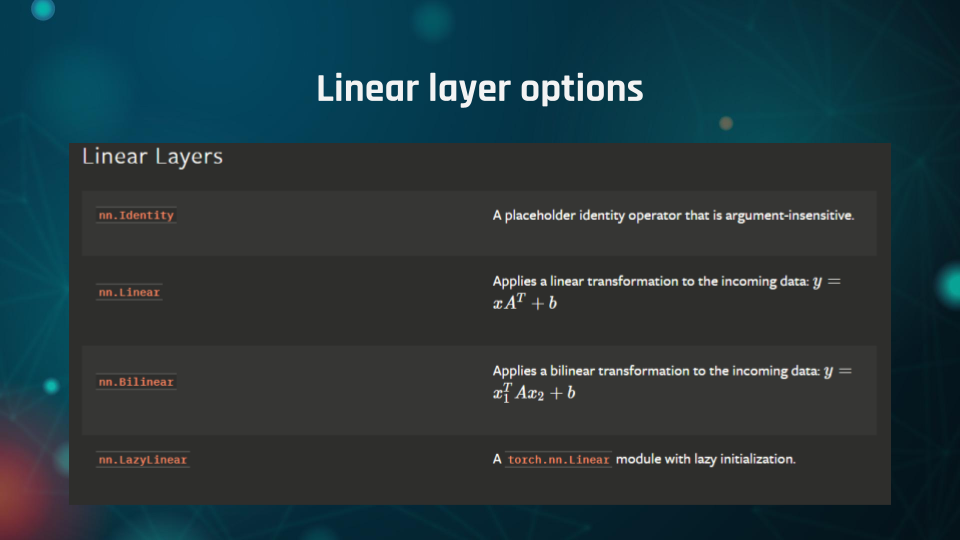 Linear layer options
Linear Layers
nn.Identity
A placeholder identity operator that is argument-insensitive.
nn.Linear
Applies a linear transformation to the incoming data: y =
xA^T + b
nn.Bilinear
Applies a bilinear transformation to the incoming data: y =
x_1^T Ax_2 + b
nn.LazyLinear
A torch.nn.Linear module with lazy initialization.